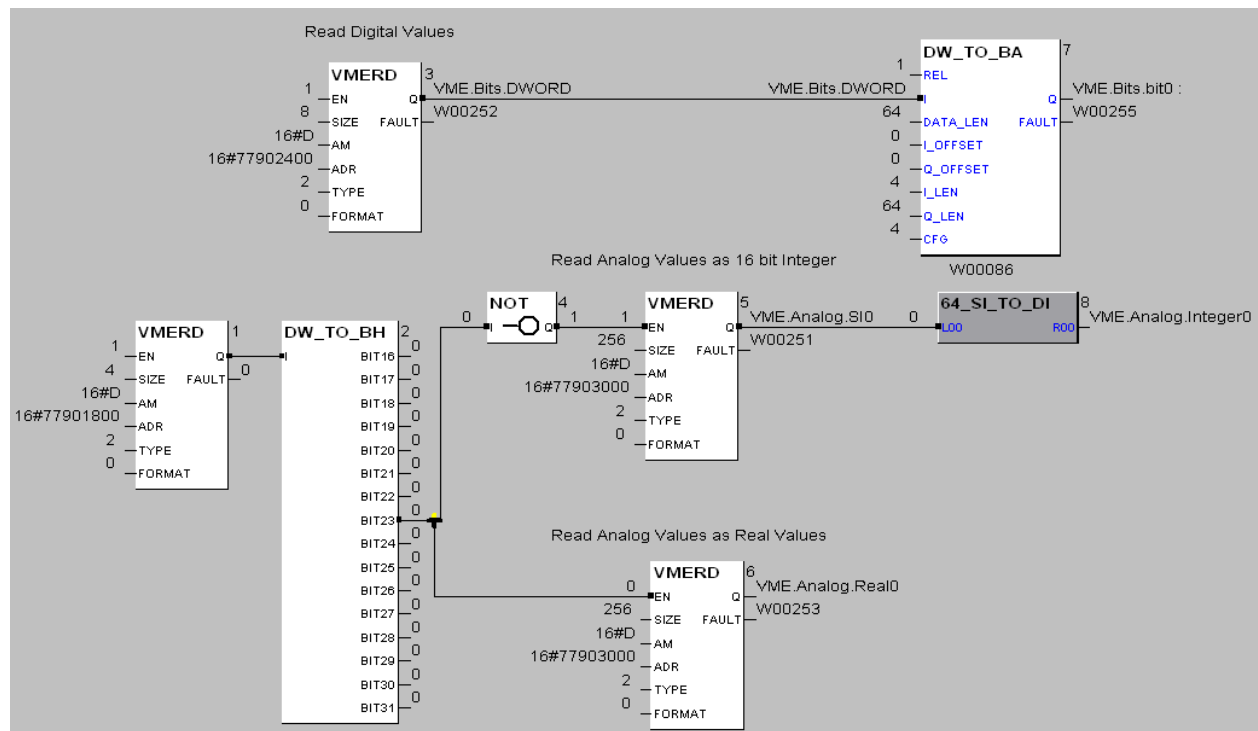 Read Digital Values
VMERD 3
1 EN Q VME.Bits.DWORD
8 SIZE FAULT W00252
16#D AM
16#77902400 ADR
2 TYPE
0 FORMAT
DW_TO_BA 7
1 REL
VME.Bits.DWORD I Q VME.Bits.bit0 :
64 DATA_LEN FAULT W00255
0 I_OFFSET
0 Q_OFFSET
4 I_LEN
64 Q_LEN
4 CFG
W00086
Read Analog Values as 16 bit Integer
NOT 4
0 I Q 1
VMERD 5
1 EN Q VME.Analog.SI0
256 SIZE FAULT W00251
16#D AM
16#77903000 ADR
2 TYPE
0 FORMAT
64_SI_TO_DI 8
0 L00 R00 VME.Analog.Integer0
VMERD 1
1 EN Q
4 SIZE FAULT 0
16#D AM
16#77901800 ADR
2 TYPE
0 FORMAT
DW_TO_BH 2
I BIT16 0
BIT17 0
BIT18 0
BIT19 0
BIT20 0
BIT21 0
BIT22 0
BIT23 0
BIT24 0
BIT25 0
BIT26 0
BIT27 0
BIT28 0
BIT29 0
BIT30 0
BIT31 0
Read Analog Values as Real Values
VMERD 6
0 EN Q VME.Analog.Real0
256 SIZE FAULT W00253
16#D AM
16#77903000 ADR
2 TYPE
0 FORMAT